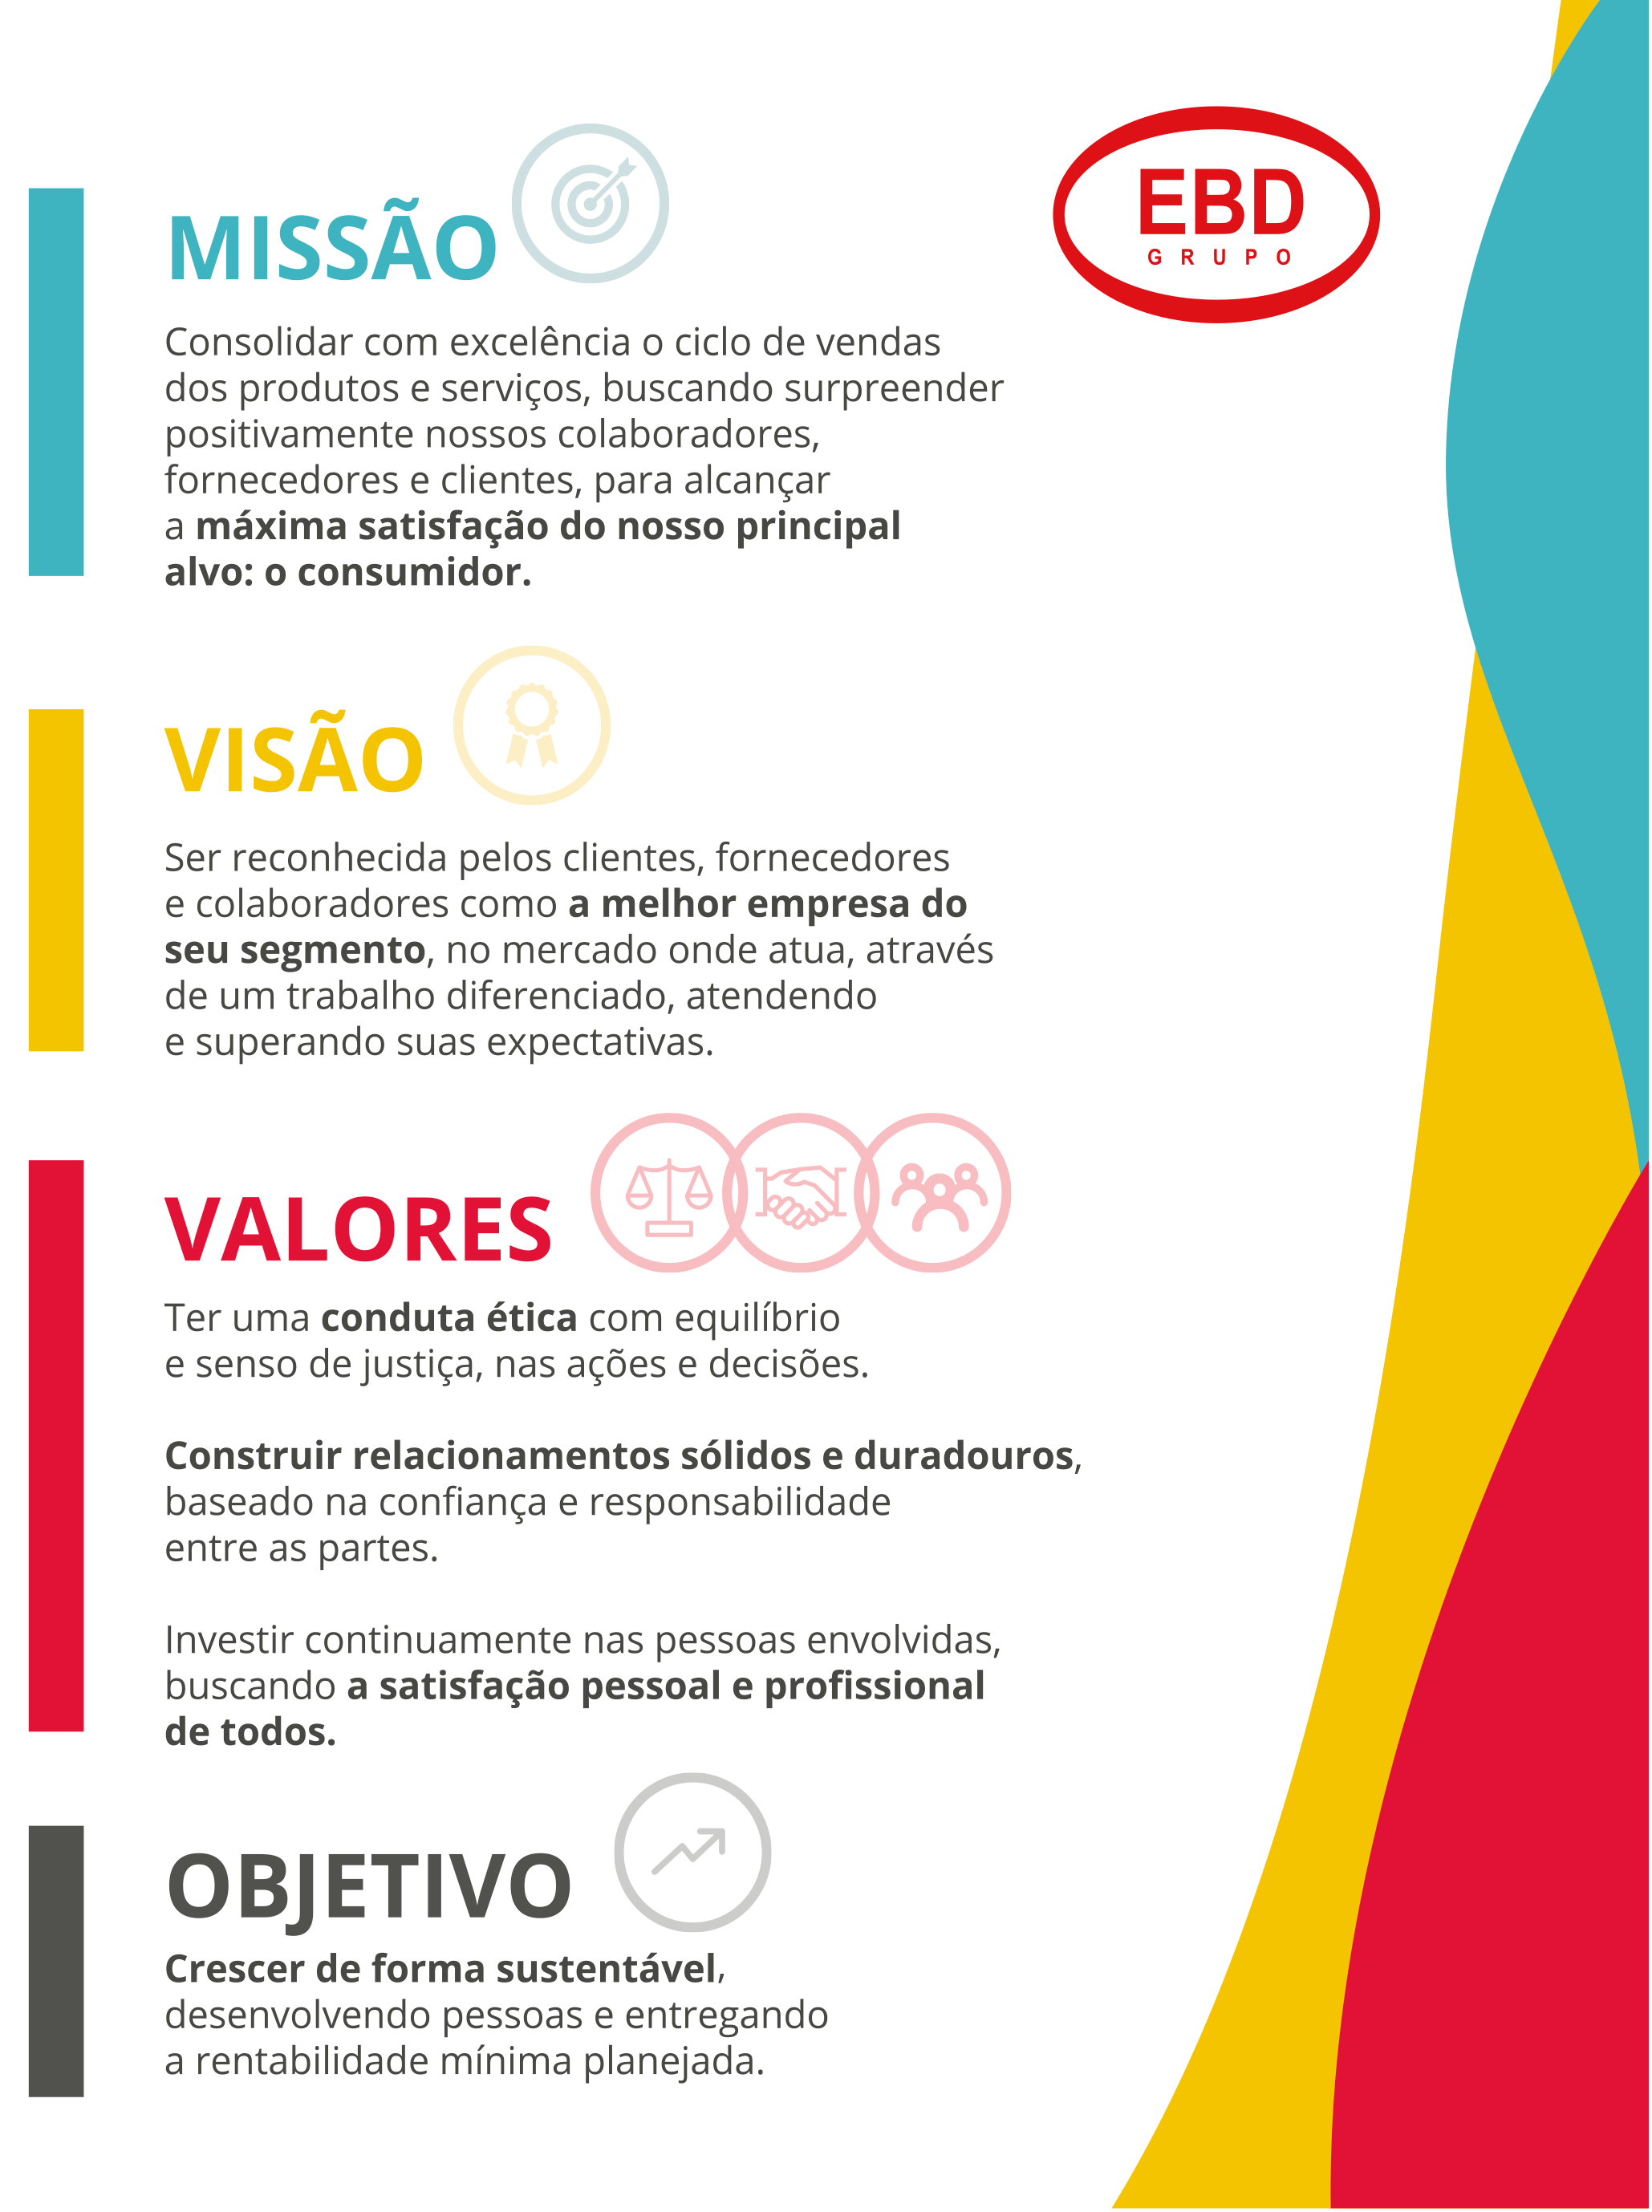 EBD
GRUPO
MISSÃO
Consolidar com excelência o ciclo de vendas
dos produtos e serviços, buscando surpreender
positivamente nossos colaboradores,
fornecedores e clientes, para alcançar
a máxima satisfação do nosso principal
alvo: o consumidor.
VISÃO
Ser reconhecida pelos clientes, fornecedores
e colaboradores como a melhor empresa do
seu segmento, no mercado onde atua, através
de um trabalho diferenciado, atendendo
e superando suas expectativas.
VALORES
Ter uma conduta ética com equilíbrio
e senso de justiça, nas ações e decisões.
Construir relacionamentos sólidos e duradouros,
baseado na confiança e responsabilidade
entre as partes.
Investir continuamente nas pessoas envolvidas,
buscando a satisfação pessoal e profissional
de todos.
OBJETIVO
Crescer de forma sustentável,
desenvolvendo pessoas e entregando
a rentabilidade mínima planejada.